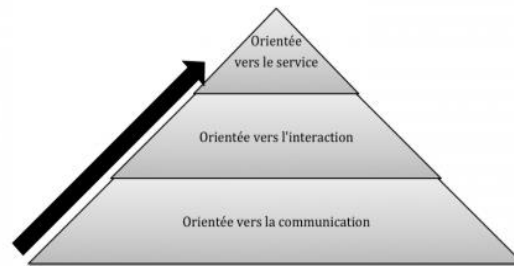 Orientée
vers le service
Orientée vers l'interaction
Orientée vers la communication